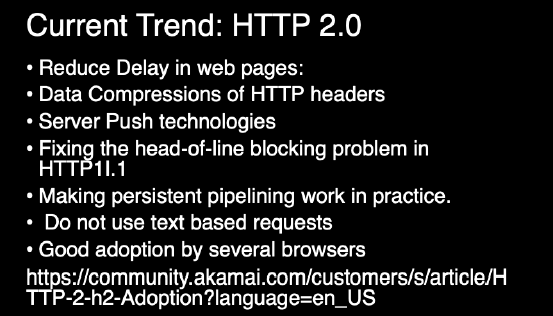 Current Trend: HTTP 2.0
• Reduce Delay in web pages:
• Data Compressions of HTTP headers
• Server Push technologies
• Fixing the head-of-line blocking problem in
HTTP1I.1
• Making persistent pipelining work in practice.
• Do not use text based requests
• Good adoption by several browsers
https://community.akamai.com/customers/s/article/H
TTP-2-h2-Adoption?language=en_US